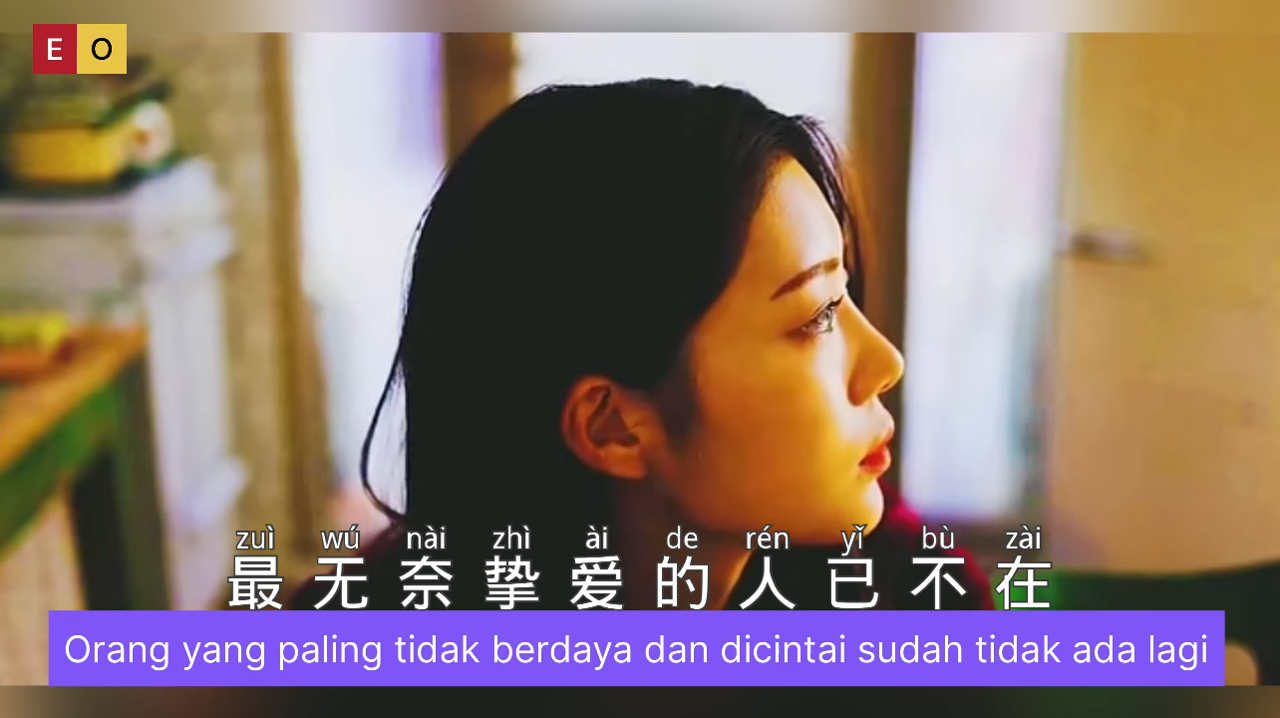 E O
zuì wú nài zhì ài de rén yǐ bù zài
最无奈挚爱的人已不在
Orang yang paling tidak berdaya dan dicintai sudah tidak ada lagi